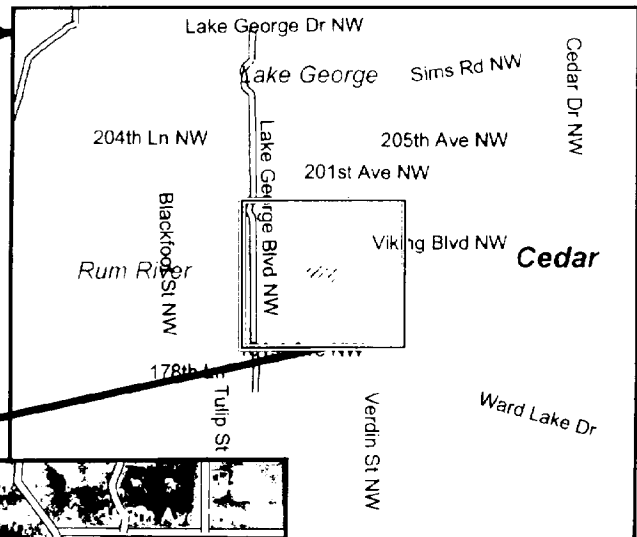 Lake George Dr NW
Lake George
Sims Rd NW
Cedar Dr NW
204th Ln NW
Lake George Blvd NW
205th Ave NW
201st Ave NW
Blackfoot St NW
Viking Blvd NW
Rum River
Cedar
178th Ln
Tulip St
Verdin St NW
Ward Lake Dr